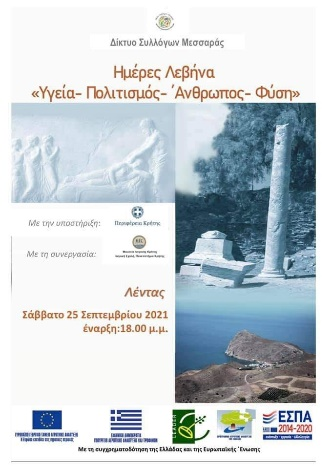 Δίκτυο Συλλόγων Μεσσαράς
Ημέρες Λεβήνα
«Υγεία- Πολιτισμός- Άνθρωπος- Φύση»
Με την υποστήριξη:
Περιφέρεια Κρήτης
Με τη συνεργασία:
Λέντας
Σάββατο 25 Σεπτεμβρίου 2021
έναρξη:18.00 μ.μ.
LEADER
ΕΣΠΑ
2014-2020
Με τη συγχρηματοδότηση της Ελλάδας και της Ευρωπαϊκής Ένωσης